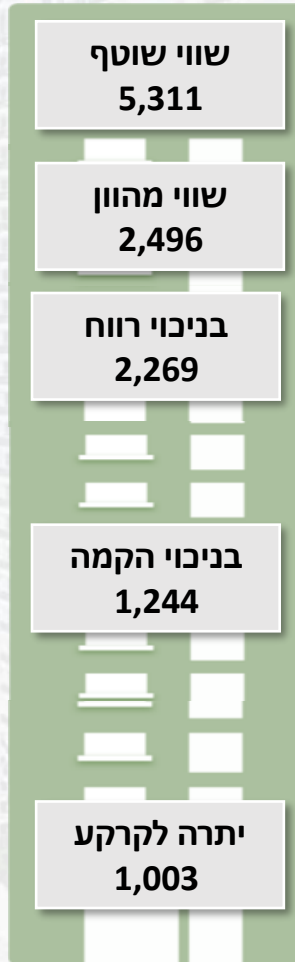 שווי שוטף
5,311
שווי מהוון
2,496
בניכוי רווח
2,269
בניכוי הקמה
1,244
יתרה לקרקע
1,003